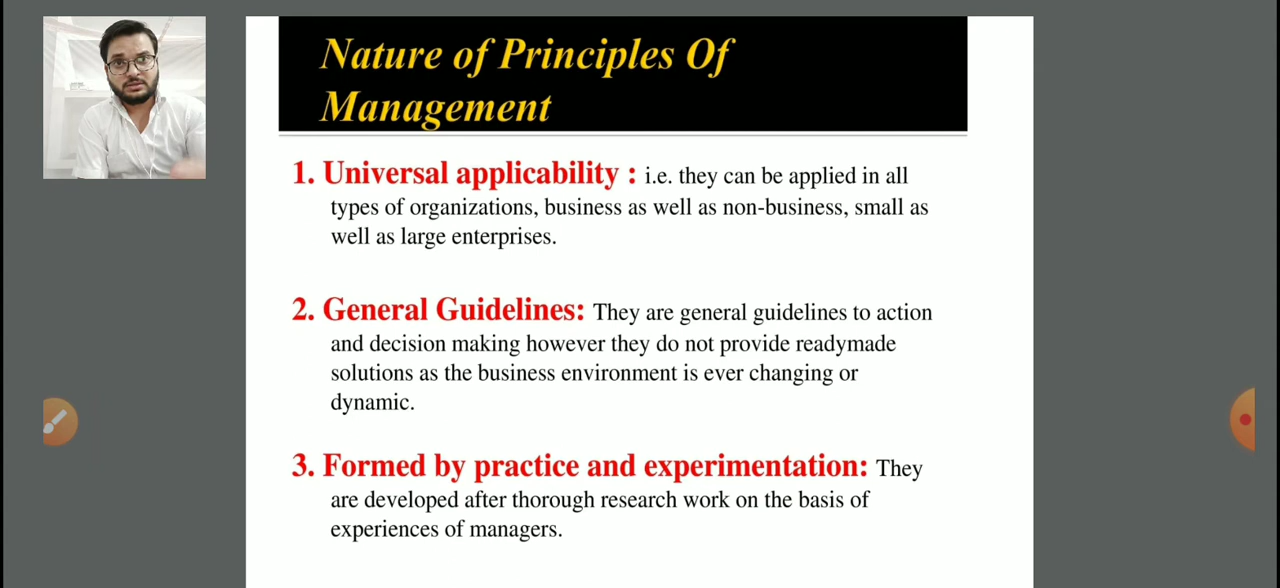 Nature of Principles Of
Management
1. Universal applicability : i.e. they can be applied in all
types of organizations, business as well as non-business, small as
well as large enterprises.
2. General Guidelines: They are general guidelines to action
and decision making however they do not provide readymade
solutions as the business environment is ever changing or
dynamic.
3. Formed by practice and experimentation: They
are developed after thorough research work on the basis of
experiences of managers.